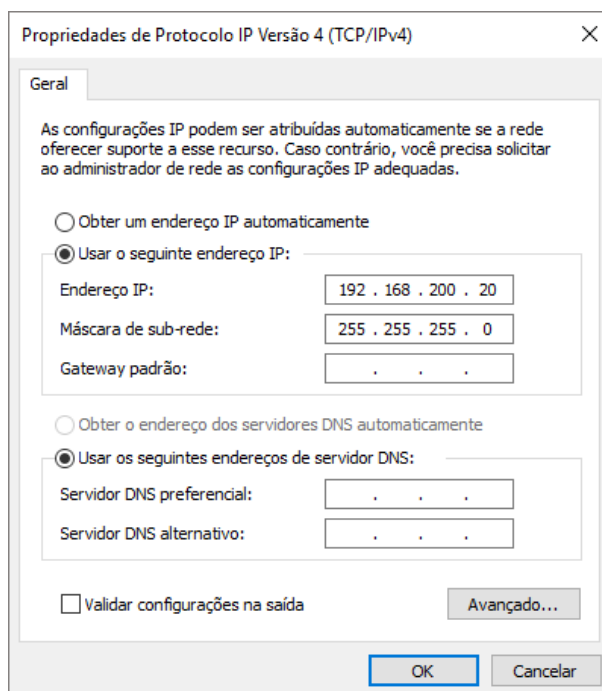 Propriedades de Protocolo IP Versão 4 (TCP/IPv4)
Geral
As configurações IP podem ser atribuídas automaticamente se a rede
oferecer suporte a esse recurso. Caso contrário, você precisa solicitar
ao administrador de rede as configurações IP adequadas.
Obter um endereço IP automaticamente
Usar o seguinte endereço IP:
Endereço IP: 192 . 168 . 200 . 20
Máscara de sub-rede: 255 . 255 . 255 . 0
Gateway padrão: . . .
Obter o endereço dos servidores DNS automaticamente
Usar os seguintes endereços de servidor DNS:
Servidor DNS preferencial: . . .
Servidor DNS alternativo: . . .
Validar configurações na saída Avançado...
OK Cancelar